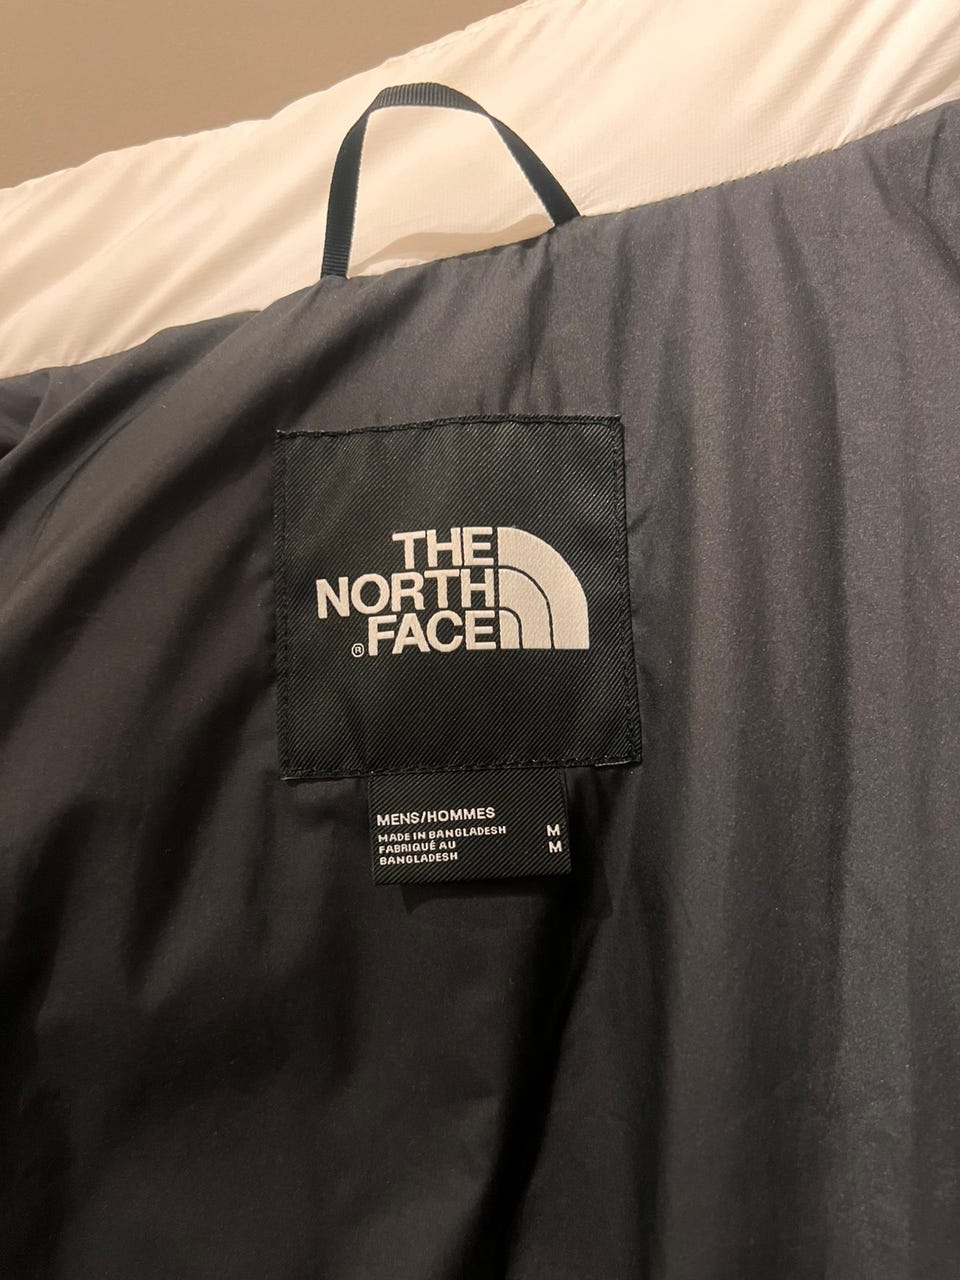 THE
NORTH
®FACE
MENS/HOMMES
MADE IN BANGLADESH M
FABRIQUÉ AU M
BANGLADESH